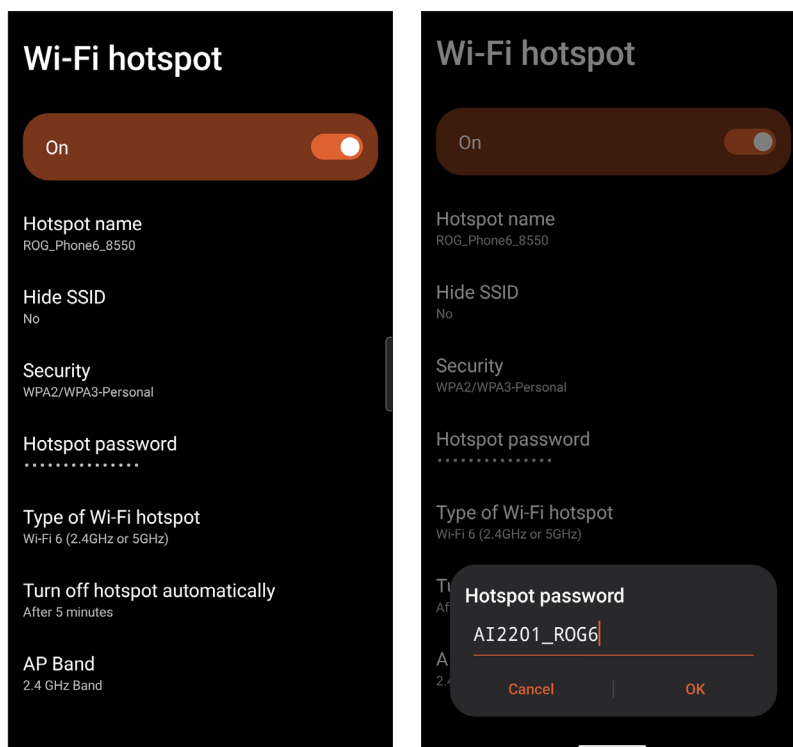 Wi-Fi hotspot
On
Hotspot name
ROG_Phone6_8550
Hide SSID
No
Security
WPA2/WPA3-Personal
Hotspot password
•••••••••••••••
Type of Wi-Fi hotspot
Wi-Fi 6 (2.4GHz or 5GHz)
Turn off hotspot automatically
After 5 minutes
AP Band
2.4 GHz Band
Wi-Fi hotspot
On
Hotspot name
ROG_Phone6_8550
Hide SSID
No
Security
WPA2/WPA3-Personal
Hotspot password
•••••••••••••••
Type of Wi-Fi hotspot
Wi-Fi 6 (2.4GHz or 5GHz)
Hotspot password
AI2201_ROG6
Cancel OK